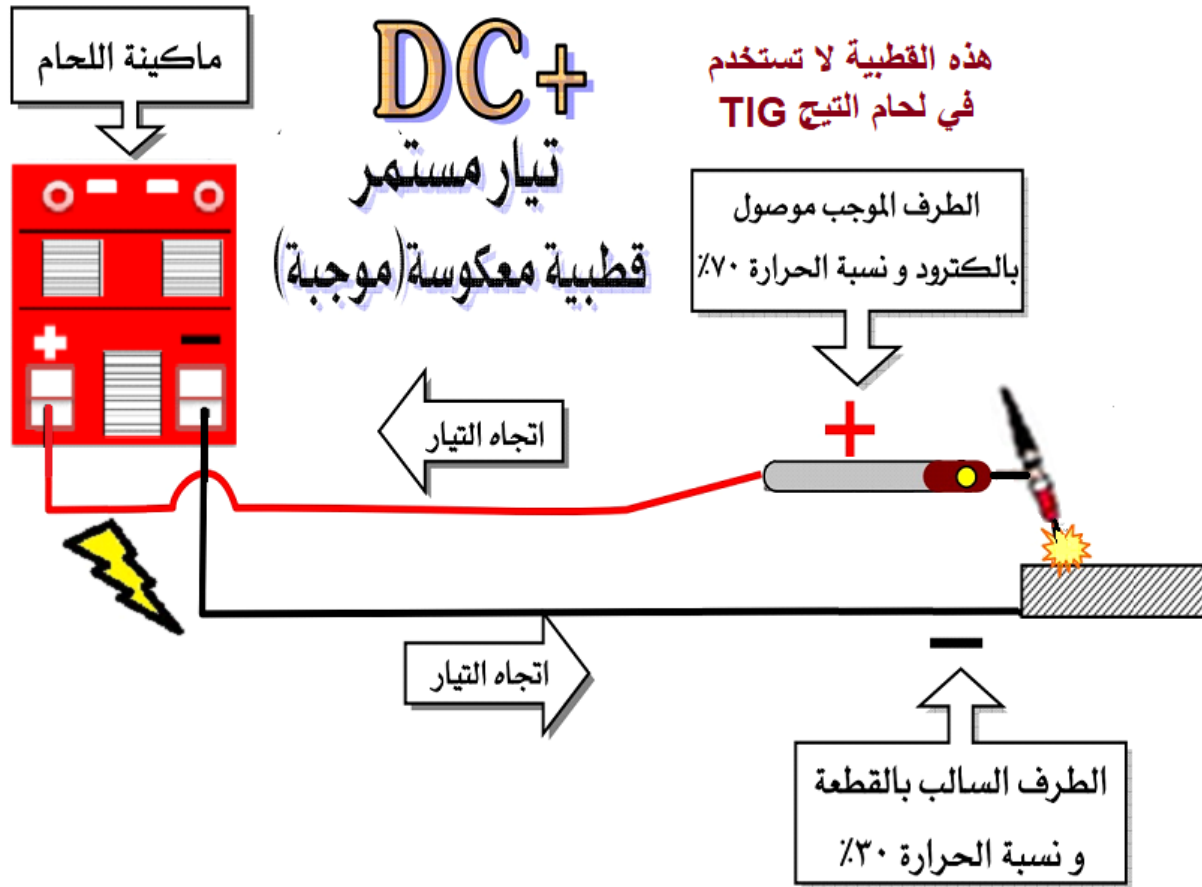 ماكينة اللحام
DC+
تيار مستمر
قطبية معكوسة(موجبة)
هذه القطبية لا تستخدم
في لحام التيج TIG
الطرف الموجب موصول
بالكترود و نسبة الحرارة ٧٠٪
+
−
+
اتجاه التيار
اتجاه التيار
−
الطرف السالب بالقطعة
و نسبة الحرارة ٣٠٪